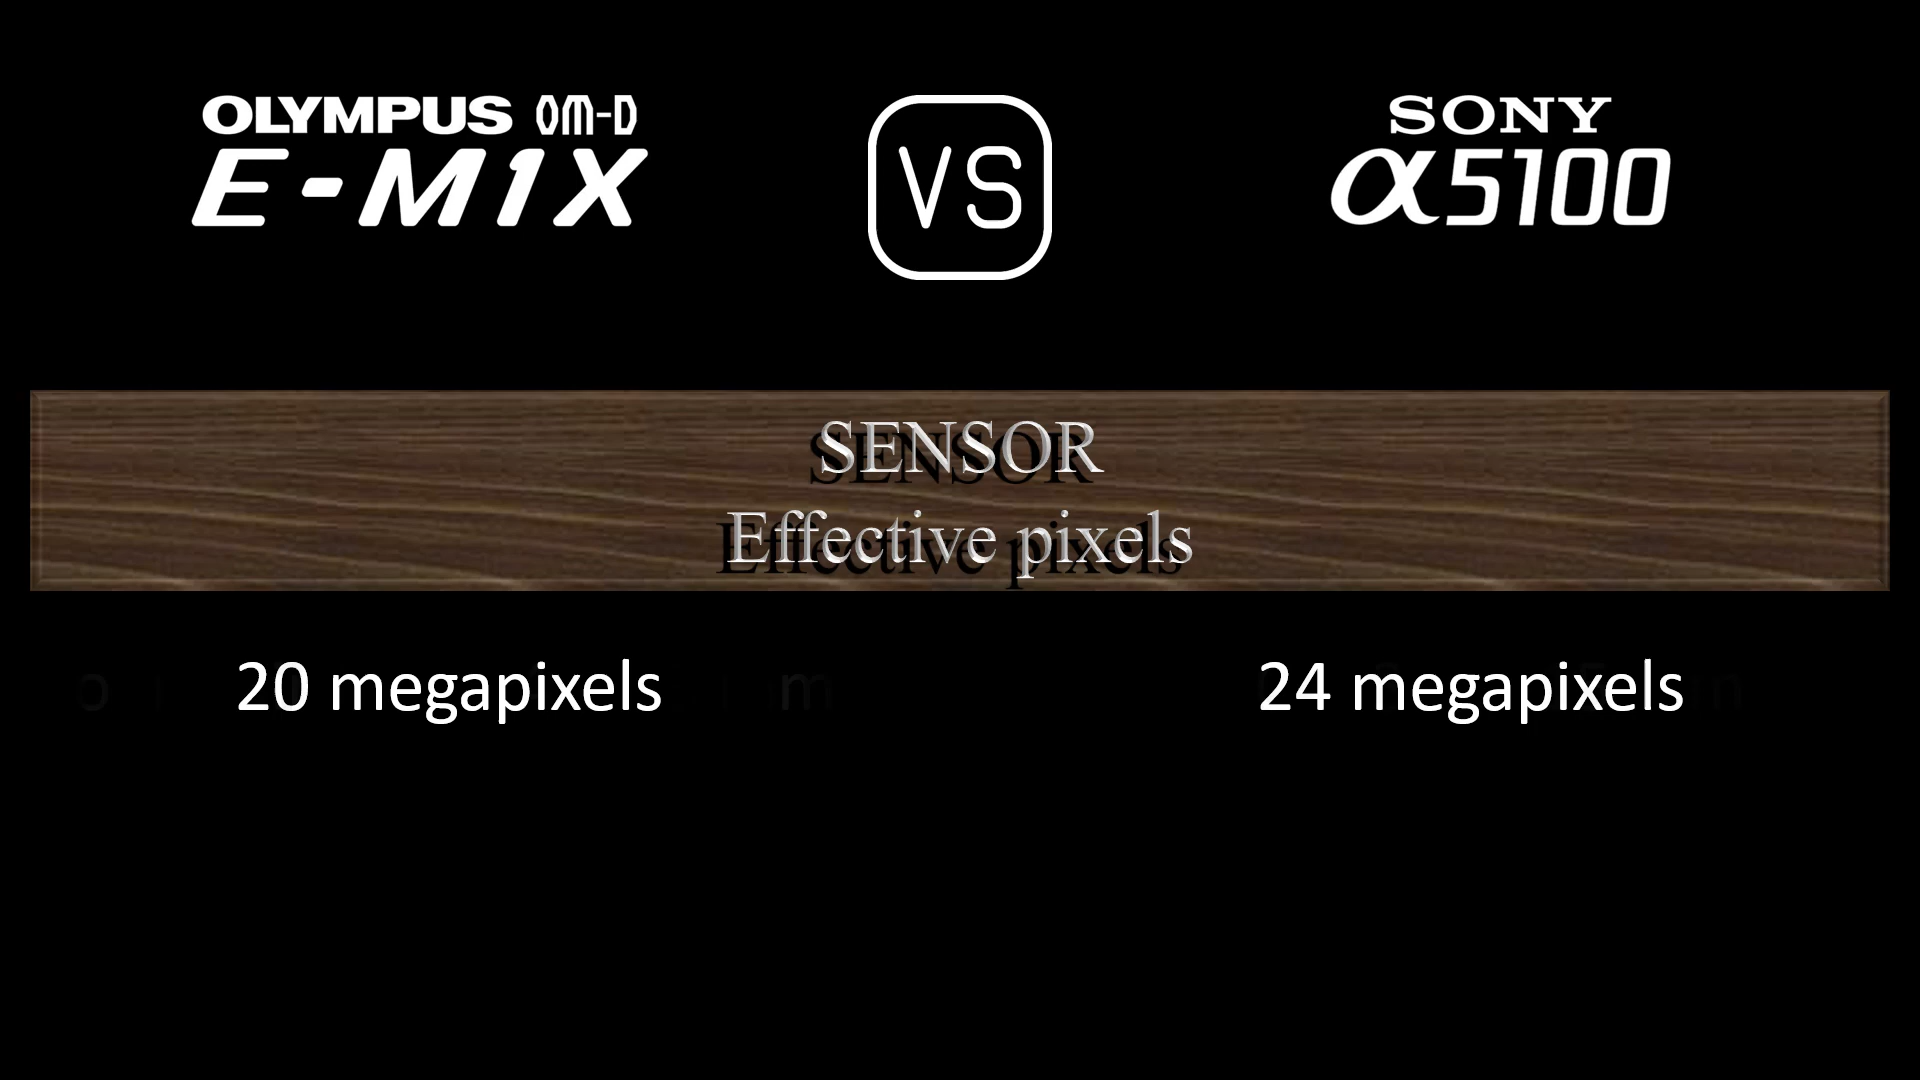 OLYMPUS OM-D
E-M1X
VS
SONY
α5100
SENSOR
Effective pixels
20 megapixels
24 megapixels